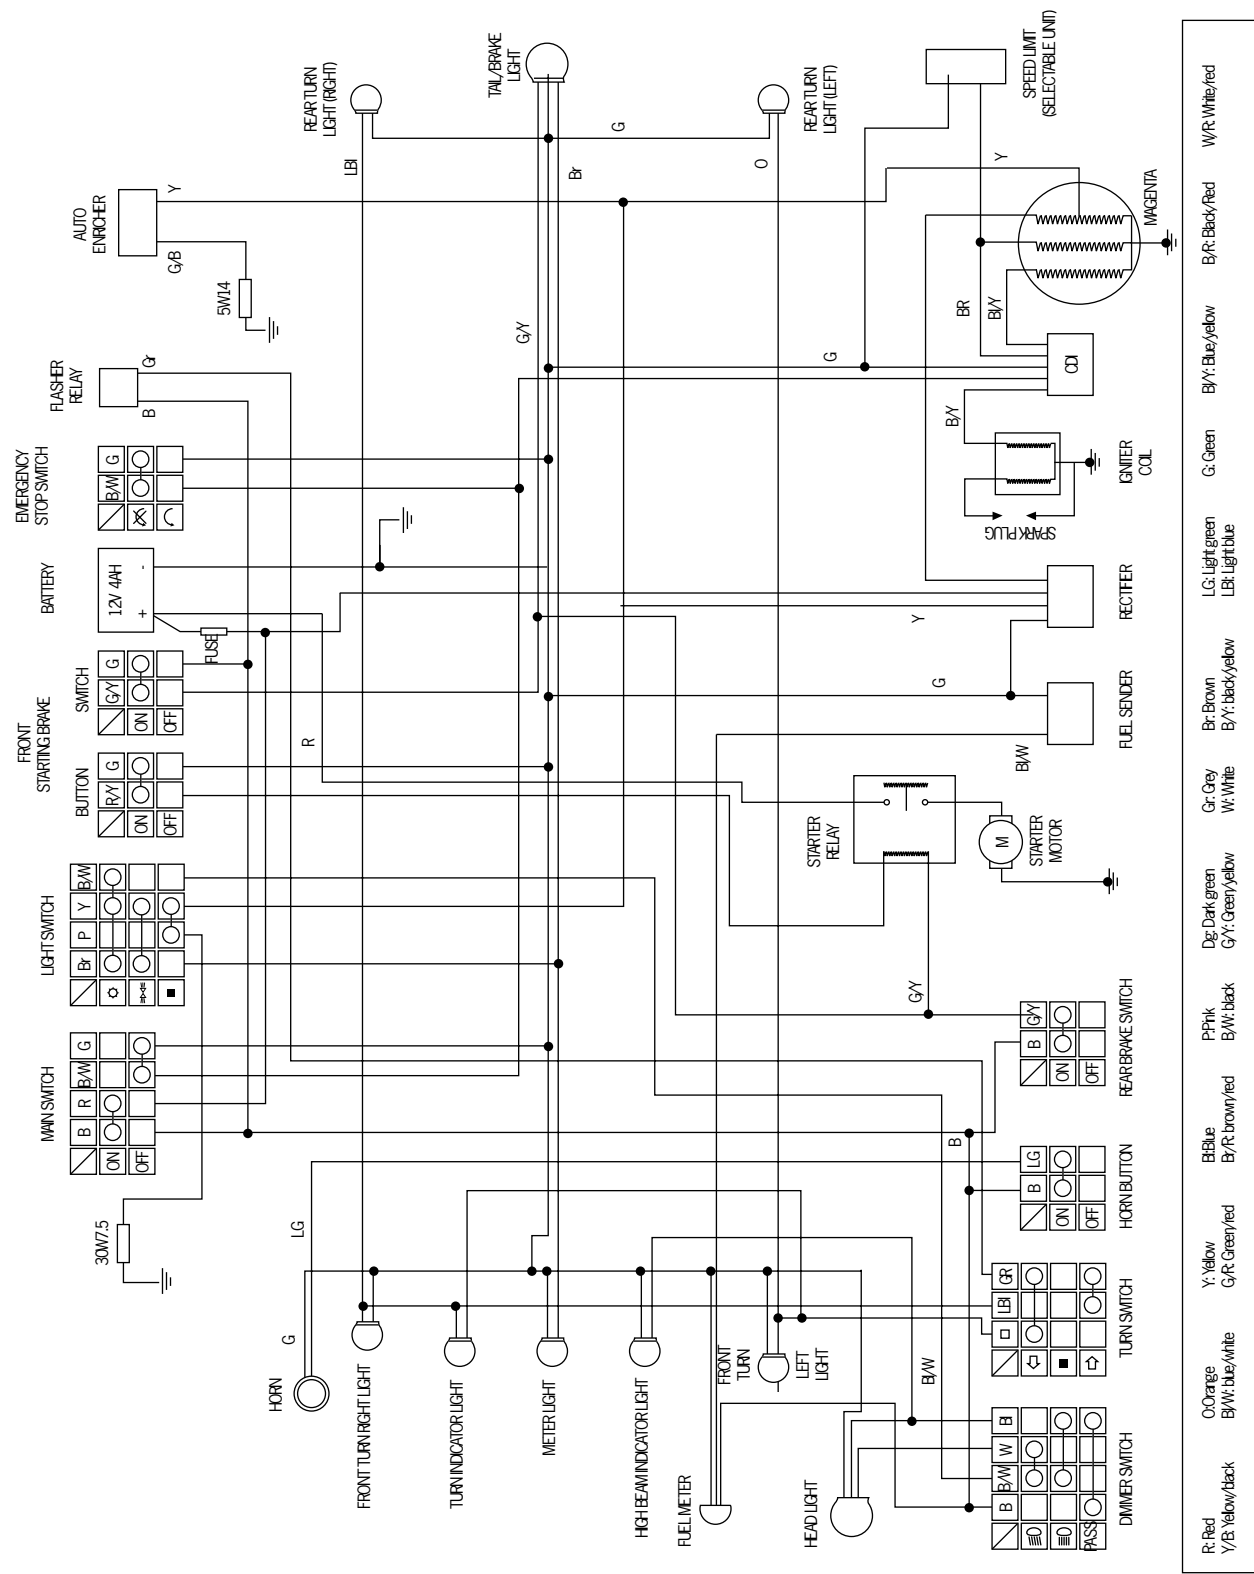 MAIN SWITCH
B R B/W G
ON
OFF
30W7.5
LIGHT SWITCH
Br P Y B/W
FRONT
STARTING BRAKE
BUTTON
R/Y G
ON
OFF
SWITCH
G/Y G
ON
OFF
BATTERY
12V 4AH
+ -
FUSE
EMERGENCY
STOP SWITCH
B/W G
FLASHER
RELAY
B Gr
AUTO
ENRICHER
G/B Y
5W14
HORN
G LG
R
LBl
REAR TURN
LIGHT (RIGHT)
FRONT TURN RIGHT LIGHT
TURN INDICATOR LIGHT
METER LIGHT
G/Y
TAIL/BRAKE
LIGHT
Br
G
HIGH BEAM INDICATOR LIGHT
FUEL METER
FRONT
TURN
LEFT
LIGHT
O
REAR TURN
LIGHT (LEFT)
HEAD LIGHT
STARTER
RELAY
G
Y
G
G/Y
Bl/W
B
Bl/W
STARTER
MOTOR
M
B/Y
BR
Bl/Y
Y
SPEED LIMIT
(SELECTABLE UNIT)
DIMMER SWITCH
B B/W W Bl
PASS
TURN SWITCH
LBl GR
HORN BUTTON
B LG
ON
OFF
REAR BRAKE SWITCH
B G/Y
ON
OFF
FUEL SENDER
RECTIFIER
SPARK PLUG
IGNITER
COIL
CDI
MAGENTA
R: Red O:Orange Y: Yellow Bl:Blue P:Pink Dg: Dark green Gr: Grey Br: Brown LG: Light green G: Green Bl/Y: Blue/yellow B/R: Black/Red W/R: White/red
Y/B: Yellow/black Bl/W: blue/white G/R: Green/red Br/R: brown/red B/W: black G/Y: Green/yellow W: White B/Y: black/yellow LBl: Light blue